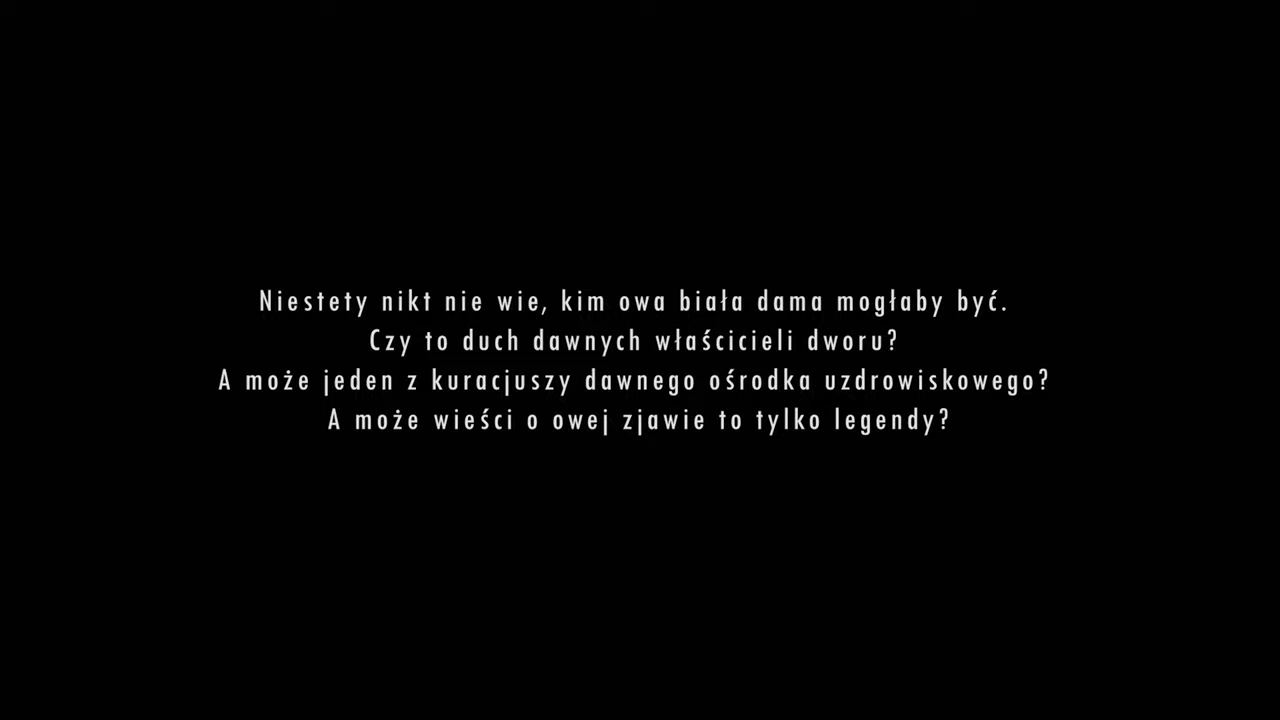 Niestety nikt nie wie, kim owa biała dama mogłaby być.
Czy to duch dawnych właścicieli dworu?
A może jeden z kuracjuszy dawnego ośrodka uzdrowiskowego?
A może wieści o owej zjawie to tylko legendy?